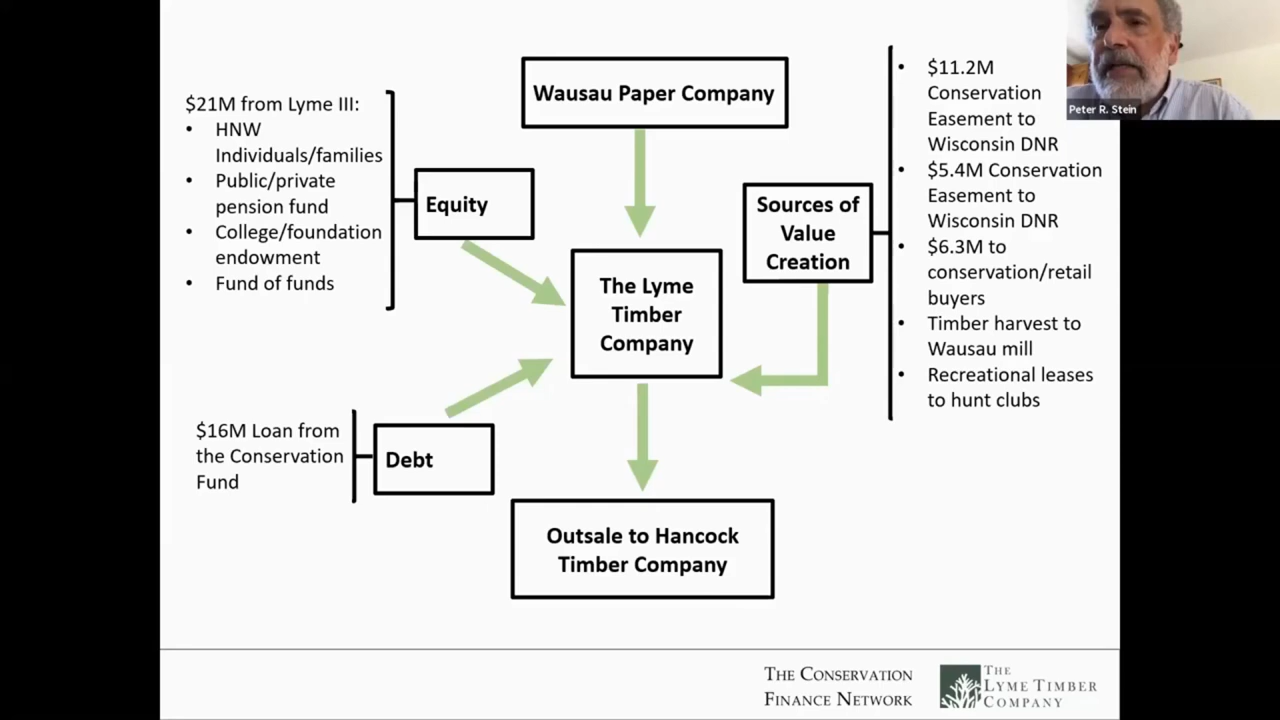 Wausau Paper Company
$21M from Lyme III:
• HNW
Individuals/families
• Public/private
pension fund
• College/foundation
endowment
• Fund of funds
Equity
Sources of
Value
Creation
• $11.2M
Conservation
Easement to
Wisconsin DNR
• $5.4M Conservation
Easement to
Wisconsin DNR
• $6.3M to
conservation/retail
buyers
• Timber harvest to
Wausau mill
• Recreational leases
to hunt clubs
Peter R. Stein
The Lyme
Timber
Company
$16M Loan from
the Conservation
Fund
Debt
Outsale to Hancock
Timber Company
THE CONSERVATION
FINANCE NETWORK
THE
LYME TIMBER
COMPANY